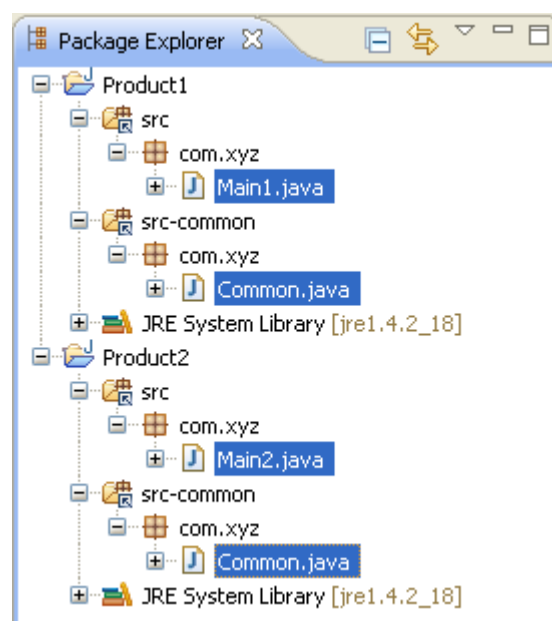 Package Explorer
Product1
src
com.xyz
Main1.java
src-common
com.xyz
Common.java
JRE System Library [jre1.4.2_18]
Product2
src
com.xyz
Main2.java
src-common
com.xyz
Common.java
JRE System Library [jre1.4.2_18]